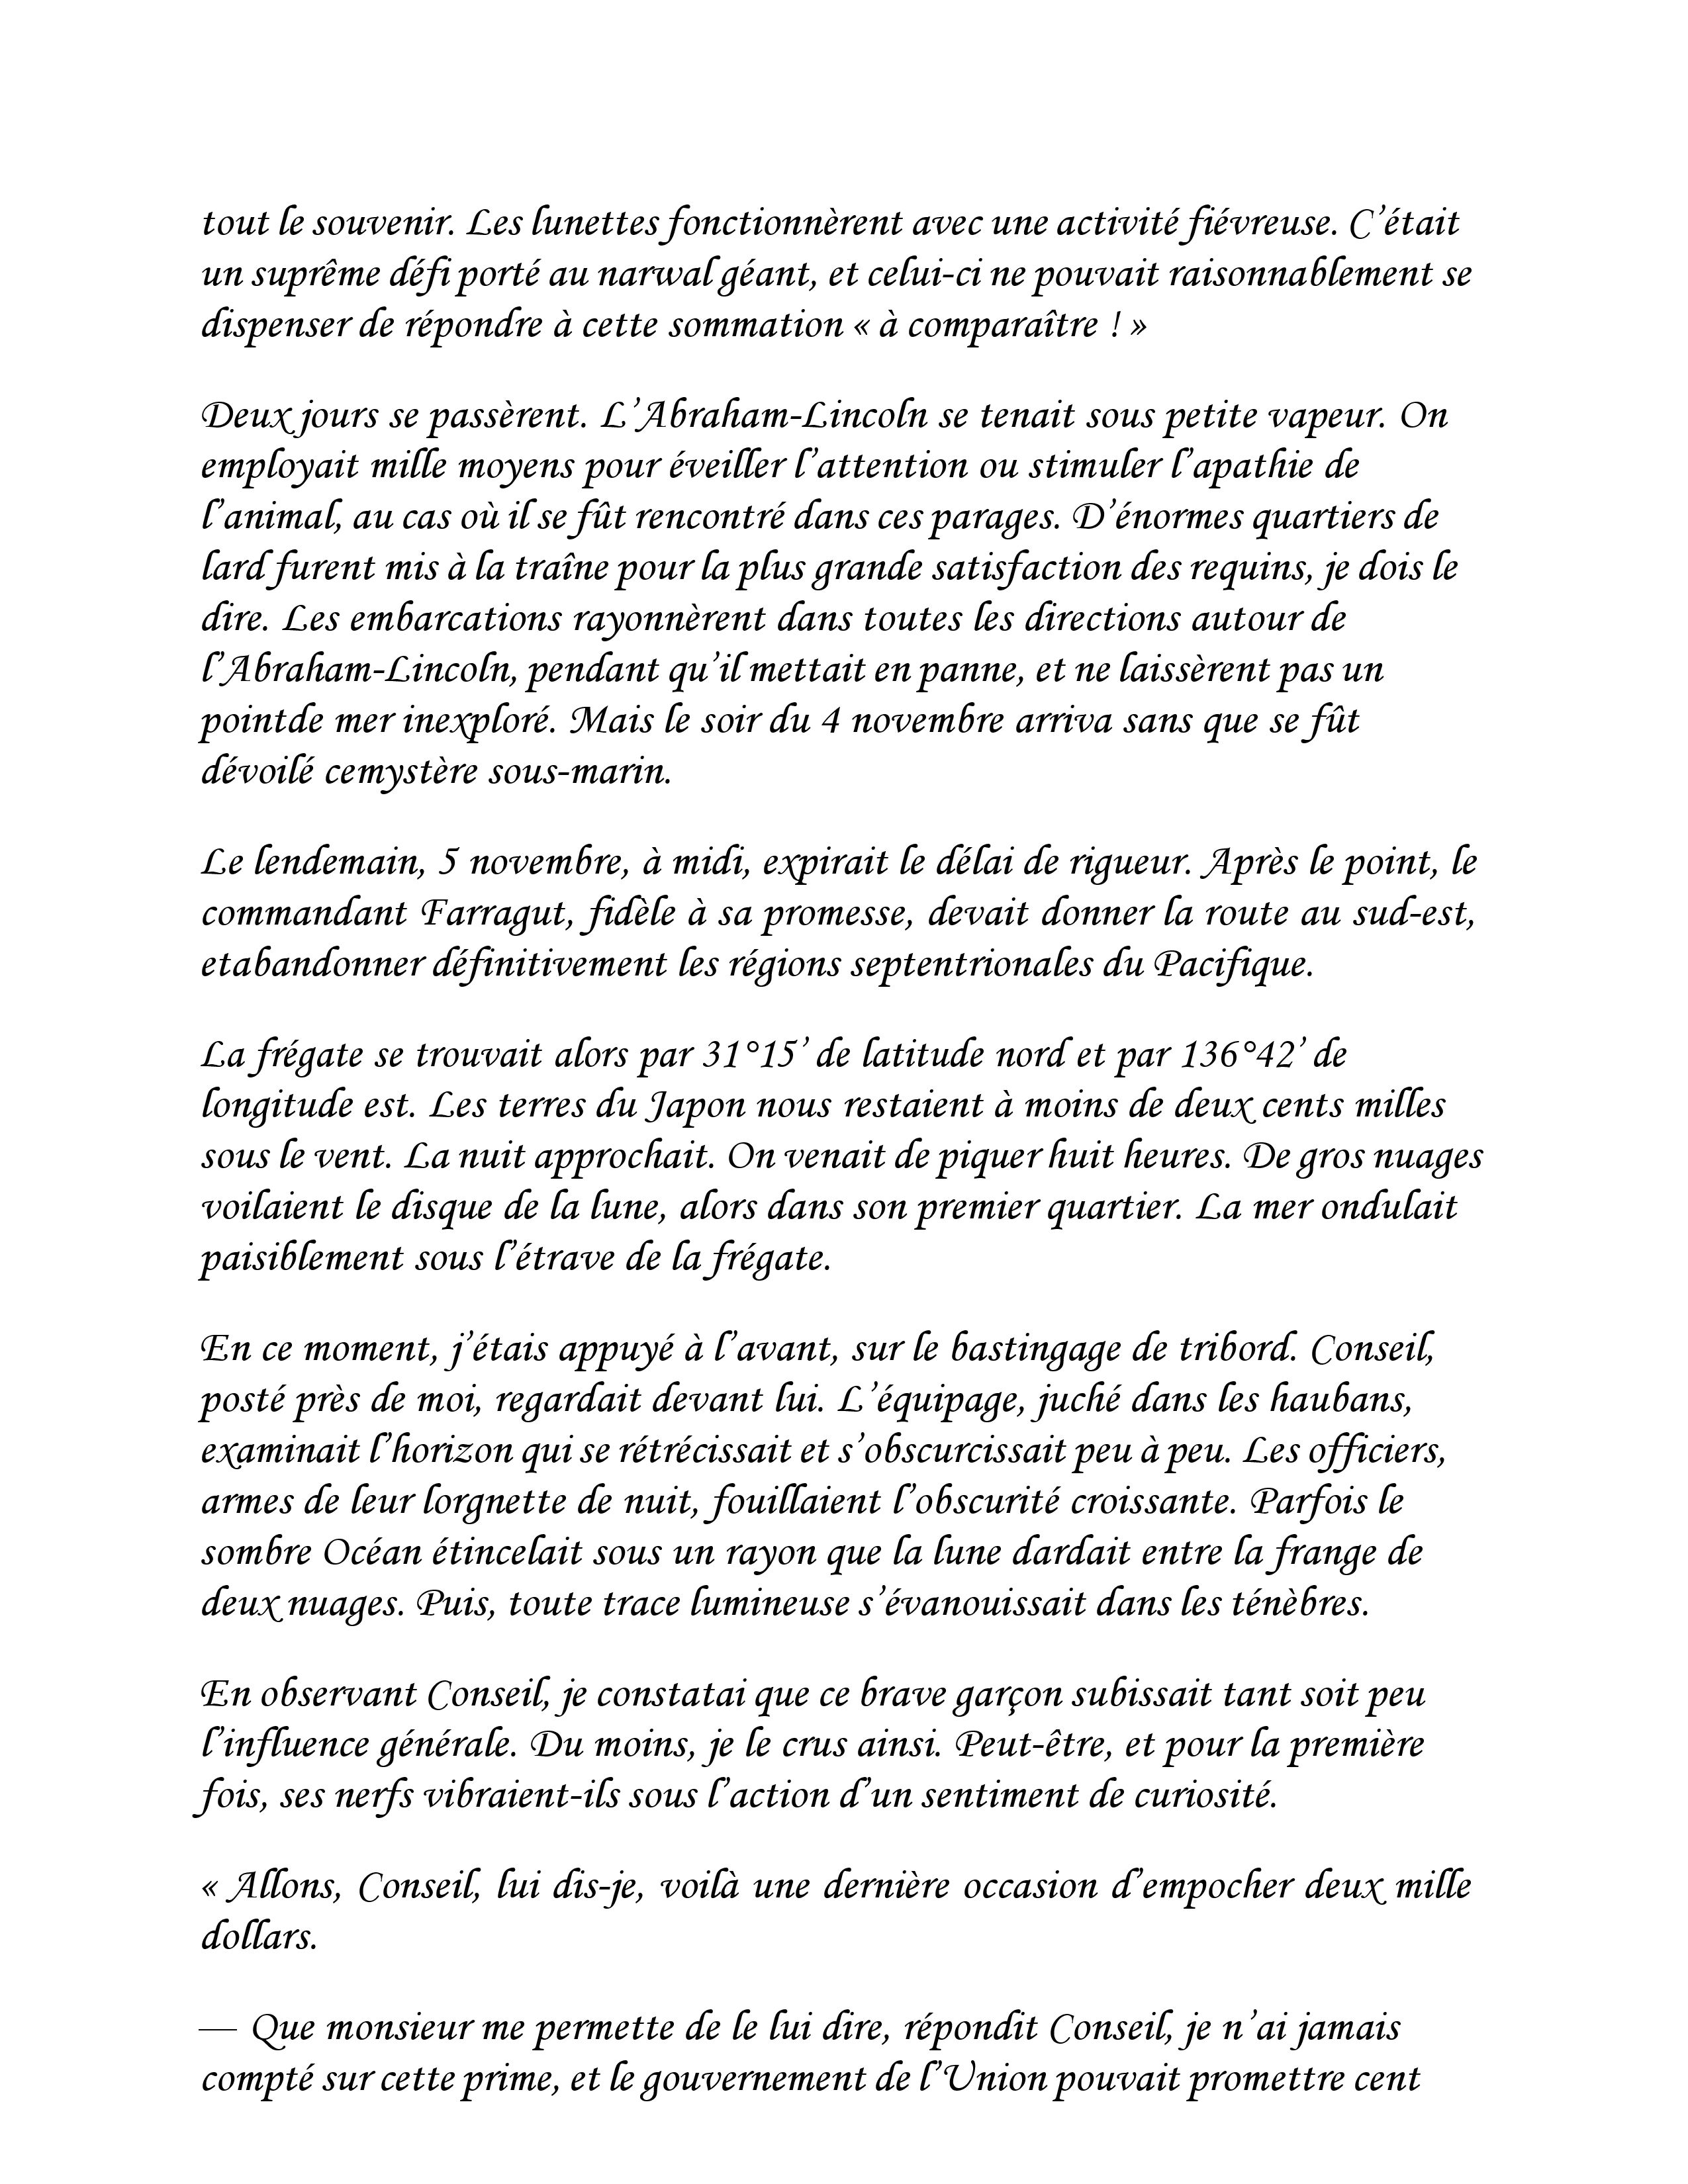 tout le souvenir. Les lunettes fonctionnèrent avec une activité fiévreuse. C’était
un suprême défi porté au narwal géant, et celui-ci ne pouvait raisonnablement se
dispenser de répondre à cette sommation « à comparaître ! »
Deux jours se passèrent. L’Abraham-Lincoln se tenait sous petite vapeur. On
employait mille moyens pour éveiller l’attention ou stimuler l’apathie de
l’animal, au cas où il se fût rencontré dans ces parages. D’énormes quartiers de
lard furent mis à la traîne pour la plus grande satisfaction des requins, je dois le
dire. Les embarcations rayonnèrent dans toutes les directions autour de
l’Abraham-Lincoln, pendant qu’il mettait en panne, et ne laissèrent pas un
pointde mer inexploré. Mais le soir du 4 novembre arriva sans que se fût
dévoilé cemystère sous-marin.
Le lendemain, 5 novembre, à midi, expirait le délai de rigueur. Après le point, le
commandant Farragut, fidèle à sa promesse, devait donner la route au sud-est,
etabandonner définitivement les régions septentrionales du Pacifique.
La frégate se trouvait alors par 31°15’ de latitude nord et par 136°42’ de
longitude est. Les terres du Japon nous restaient à moins de deux cents milles
sous le vent. La nuit approchait. On venait de piquer huit heures. De gros nuages
voilaient le disque de la lune, alors dans son premier quartier. La mer ondulait
paisiblement sous l’étrave de la frégate.
En ce moment, j’étais appuyé à l’avant, sur le bastingage de tribord. Conseil,
posté près de moi, regardait devant lui. L’équipage, juché dans les haubans,
examinait l’horizon qui se rétrécissait et s’obscurcissait peu à peu. Les officiers,
armes de leur lorgnette de nuit, fouillaient l’obscurité croissante. Parfois le
sombre Océan étincelait sous un rayon que la lune dardait entre la frange de
deux nuages. Puis, toute trace lumineuse s’évanouissait dans les ténèbres.
En observant Conseil, je constatai que ce brave garçon subissait tant soit peu
l’influence générale. Du moins, je le crus ainsi. Peut-être, et pour la première
fois, ses nerfs vibraient-ils sous l’action d’un sentiment de curiosité.
« Allons, Conseil, lui dis-je, voilà une dernière occasion d’empocher deux mille
dollars.
— Que monsieur me permette de le lui dire, répondit Conseil, je n’ai jamais
compté sur cette prime, et le gouvernement de l’Union pouvait promettre cent